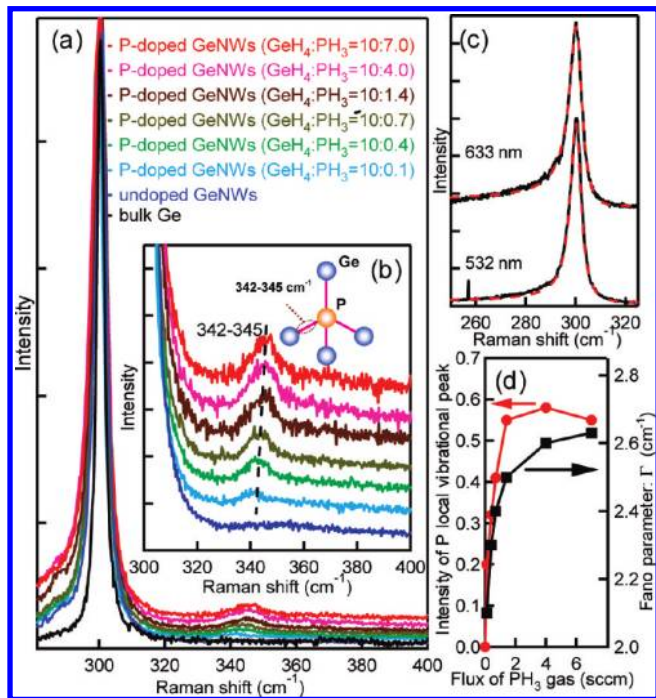 (a)
P-doped GeNWs (GeH4:PH3=10:7.0)
P-doped GeNWs (GeH4:PH3=10:4.0)
P-doped GeNWs (GeH4:PH3=10:1.4)
P-doped GeNWs (GeH4:PH3=10:0.7)
P-doped GeNWs (GeH4:PH3=10:0.4)
P-doped GeNWs (GeH4:PH3=10:0.1)
undoped GeNWs
bulk Ge
Intensity
300 320 340 360 380 400
Raman shift (cm-1)
(b)
Ge
342-345 cm-1
P
342-345
Intensity
300 320 340 360 380 400
Raman shift (cm-1)
(c)
633 nm
532 nm
Intensity
260 280 300 320
Raman shift (cm-1)
(d)
Intensity of P local vibrational peak
0.7
0.6
0.5
0.4
0.3
0.2
0.1
0.0
Fano parameter: Γ (cm-1)
2.8
2.6
2.4
2.2
2.0
0 2 4 6
Flux of PH3 gas (sccm)